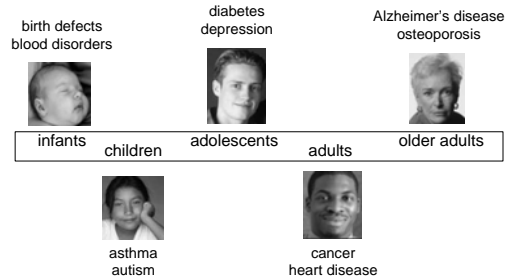 birth defects
blood disorders
diabetes
depression
Alzheimer's disease
osteoporosis
infants
children
adolescents
adults
older adults
asthma
autism
cancer
heart disease